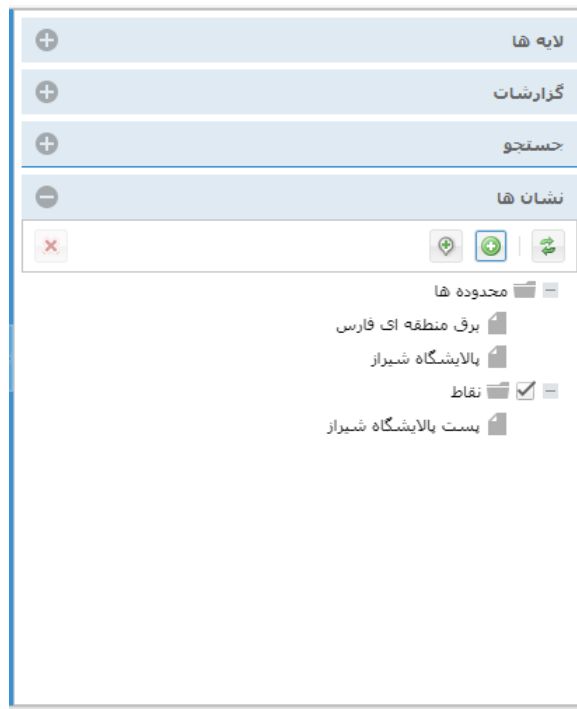 لایه ها
گزارشات
جستجو
نشان ها
محدوده ها
برق منطقه ای فارس
پالایشگاه شیراز
نقاط
پست پالایشگاه شیراز